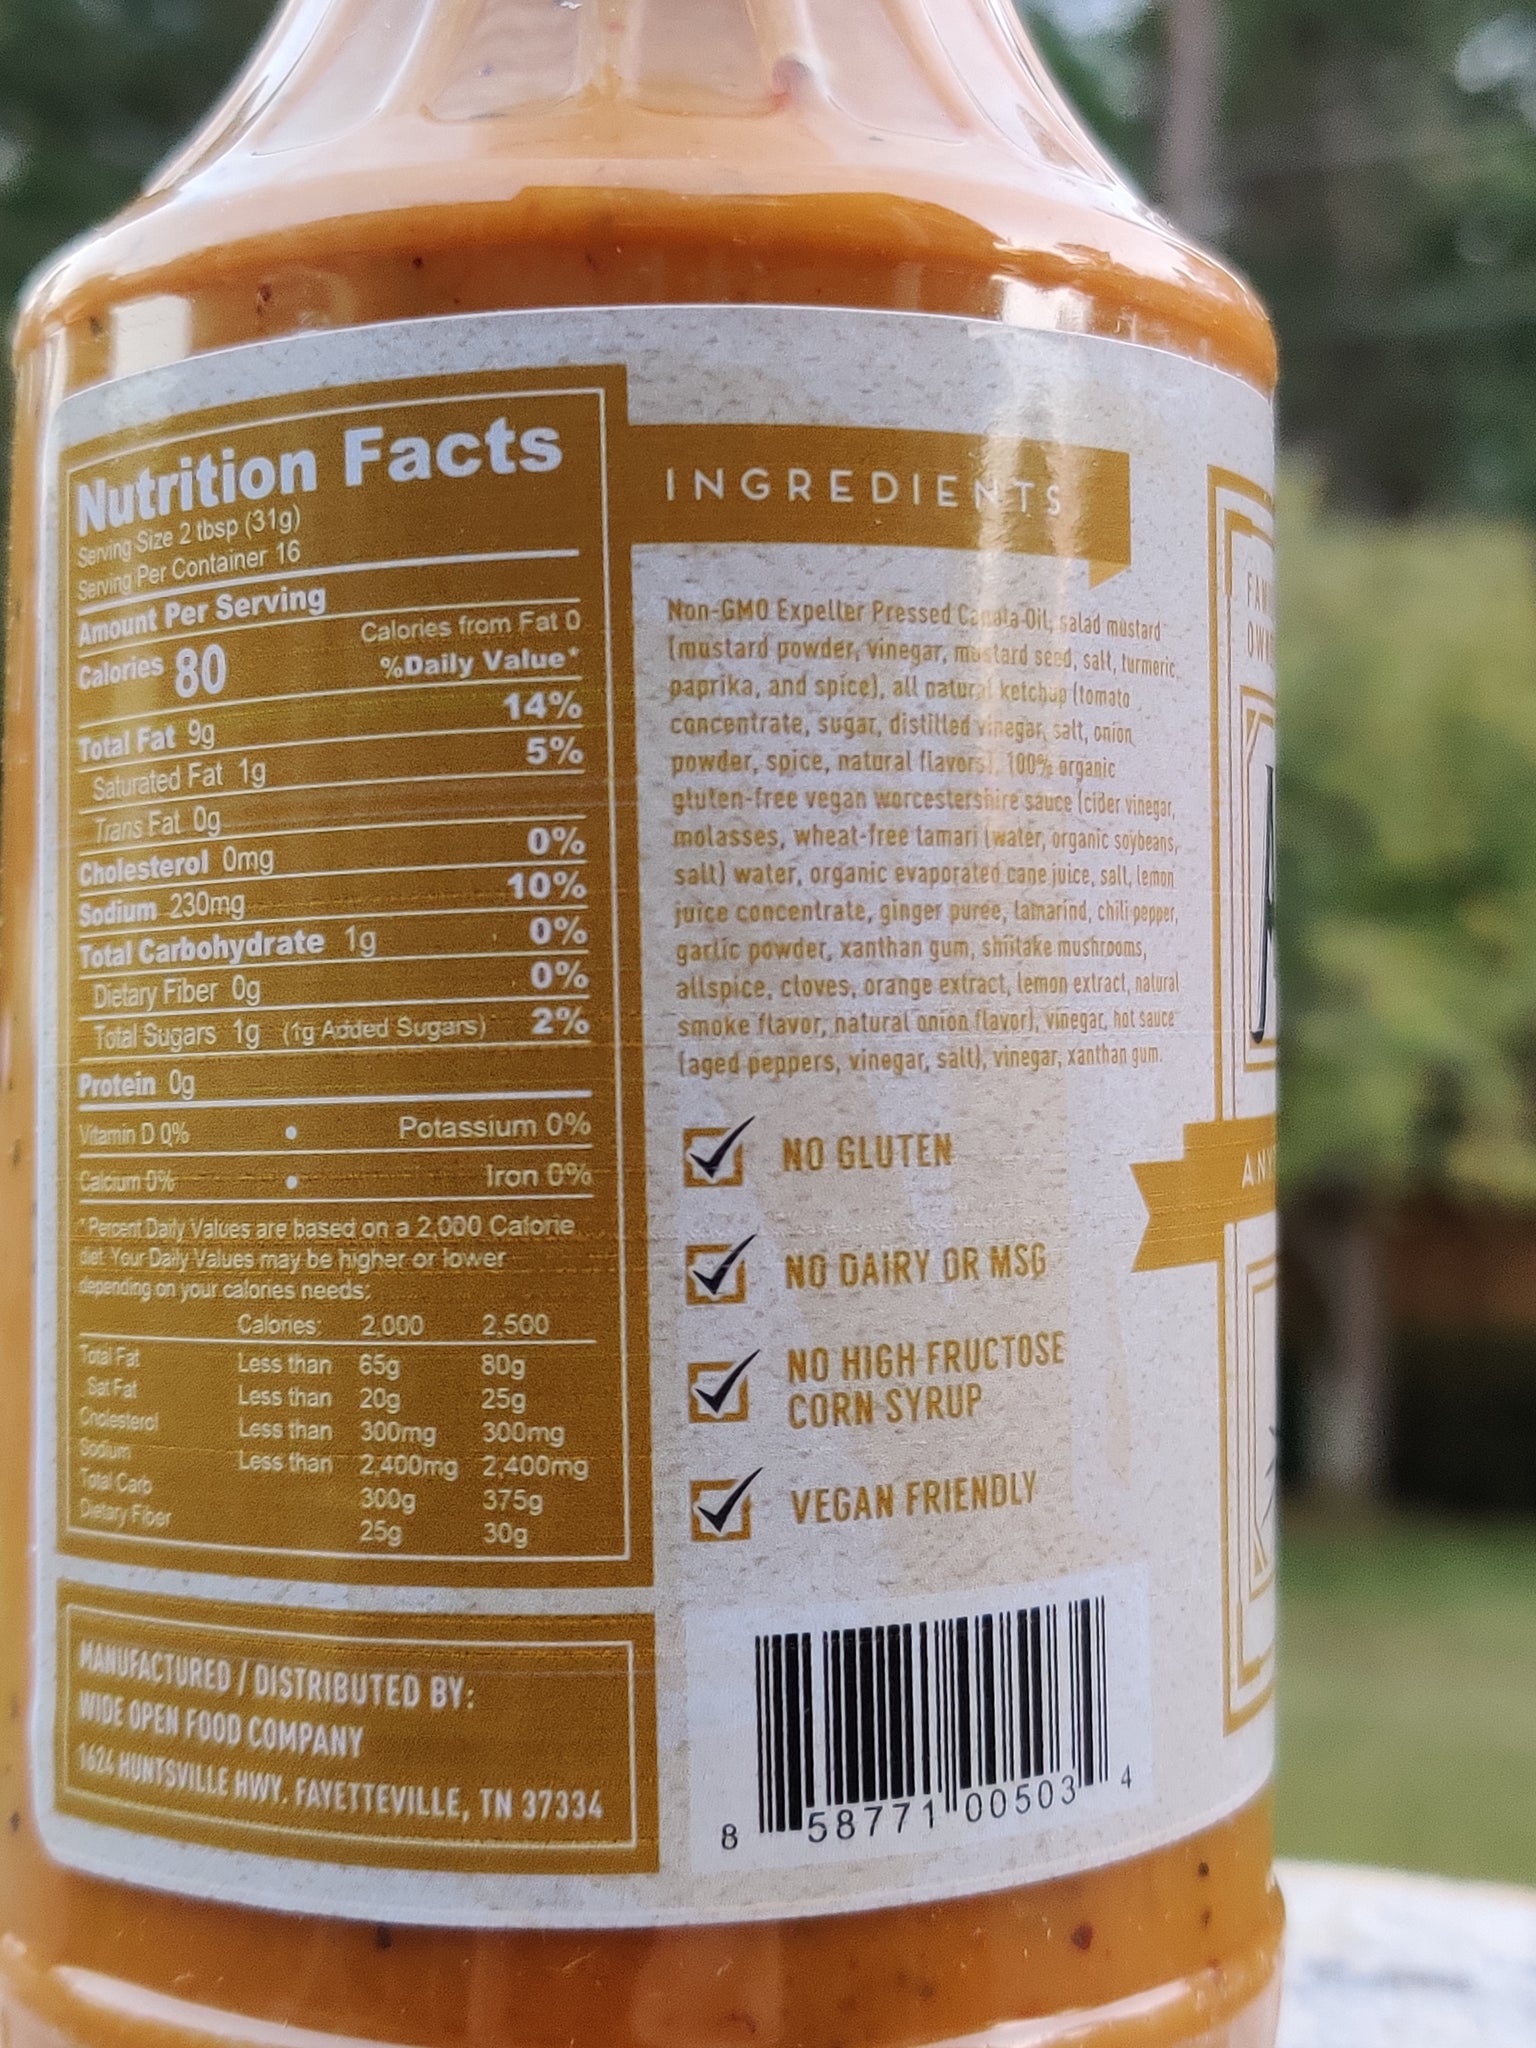 Nutrition Facts
Serving Size 2 tbsp (31g)
Serving Per Container 16
Amount Per Serving
Calories 80 Calories from Fat 0
%Daily Value*
Total Fat 9g 14%
Saturated Fat 1g 5%
Trans Fat 0g
Cholesterol 0mg 0%
Sodium 230mg 10%
Total Carbohydrate 1g 0%
Dietary Fiber 0g 0%
Total Sugars 1g (1g Added Sugars) 2%
Protein 0g
Vitamin D 0% • Potassium 0%
Calcium 0% • Iron 0%
*Percent Daily Values are based on a 2,000 Calorie
diet Your Daily Values may be higher or lower
depending on your calories needs:
Calories: 2,000 2,500
Total Fat Less than 65g 80g
Sat Fat Less than 20g 25g
Cholesterol Less than 300mg 300mg
Sodium Less than 2,400mg 2,400mg
Total Carb 300g 375g
Dietary Fiber 25g 30g
MANUFACTURED / DISTRIBUTED BY:
WIDE OPEN FOOD COMPANY
1624 HUNTSVILLE HWY. FAYETTEVILLE, TN 37334
INGREDIENTS
Non-GMO Expeller Pressed Canola Oil, salad mustard
(mustard powder, vinegar, mustard seed, salt, turmeric,
paprika, and spice), all natural ketchup (tomato
concentrate, sugar, distilled vinegar, salt, onion
powder, spice, natural flavors), 100% organic
gluten-free vegan worcestershire sauce (cider vinegar,
molasses, wheat-free tamari (water, organic soybeans,
salt) water, organic evaporated cane juice, salt, lemon
juice concentrate, ginger puree, tamarind, chili pepper,
garlic powder, xanthan gum, shiitake mushrooms,
allspice, cloves, orange extract, lemon extract, natural
smoke flavor, natural onion flavor), vinegar, hot sauce
(aged peppers, vinegar, salt), vinegar, xanthan gum.
NO GLUTEN
NO DAIRY OR MSG
NO HIGH FRUCTOSE
CORN SYRUP
VEGAN FRIENDLY
8 58771 00503 4